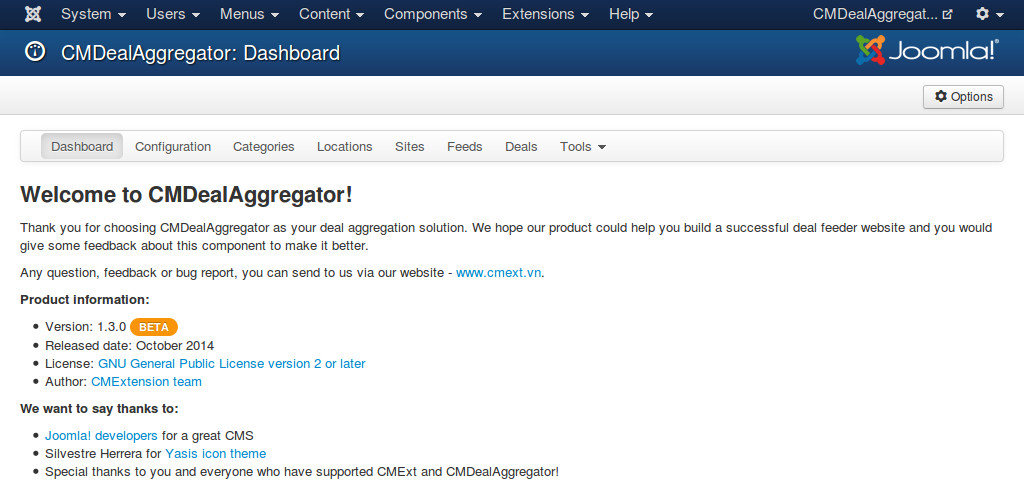 System Users Menus Content Components Extensions Help CMDealAggregat...
CMDealAggregator: Dashboard Joomla!®
Options
Dashboard Configuration Categories Locations Sites Feeds Deals Tools
Welcome to CMDealAggregator!
Thank you for choosing CMDealAggregator as your deal aggregation solution. We hope our product could help you build a successful deal feeder website and you would
give some feedback about this component to make it better.
Any question, feedback or bug report, you can send to us via our website - www.cmext.vn.
Product information:
• Version: 1.3.0 BETA
• Released date: October 2014
• License: GNU General Public License version 2 or later
• Author: CMExtension team
We want to say thanks to:
• Joomla! developers for a great CMS
• Silvestre Herrera for Yasis icon theme
• Special thanks to you and everyone who have supported CMExt and CMDealAggregator!